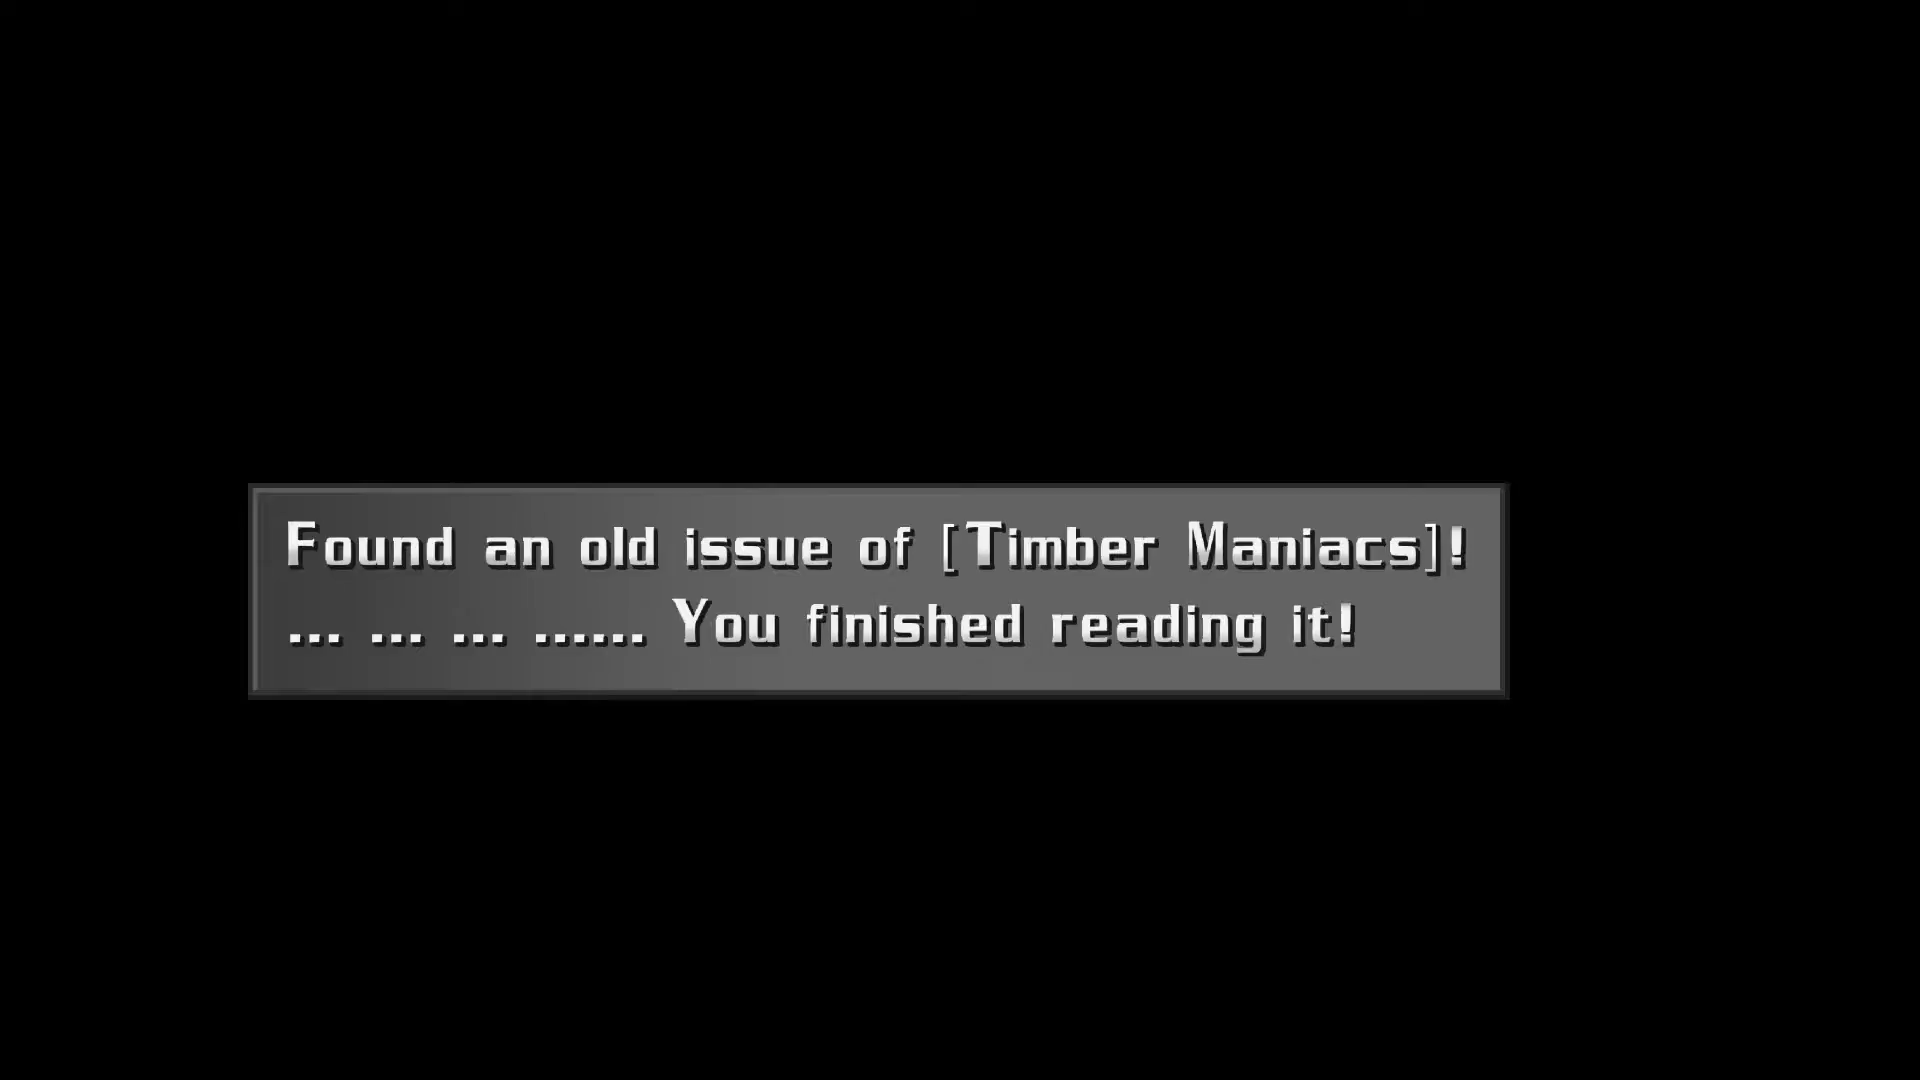 Found an old issue of [Timber Maniacs]!
... ... ... ...... You finished reading it!